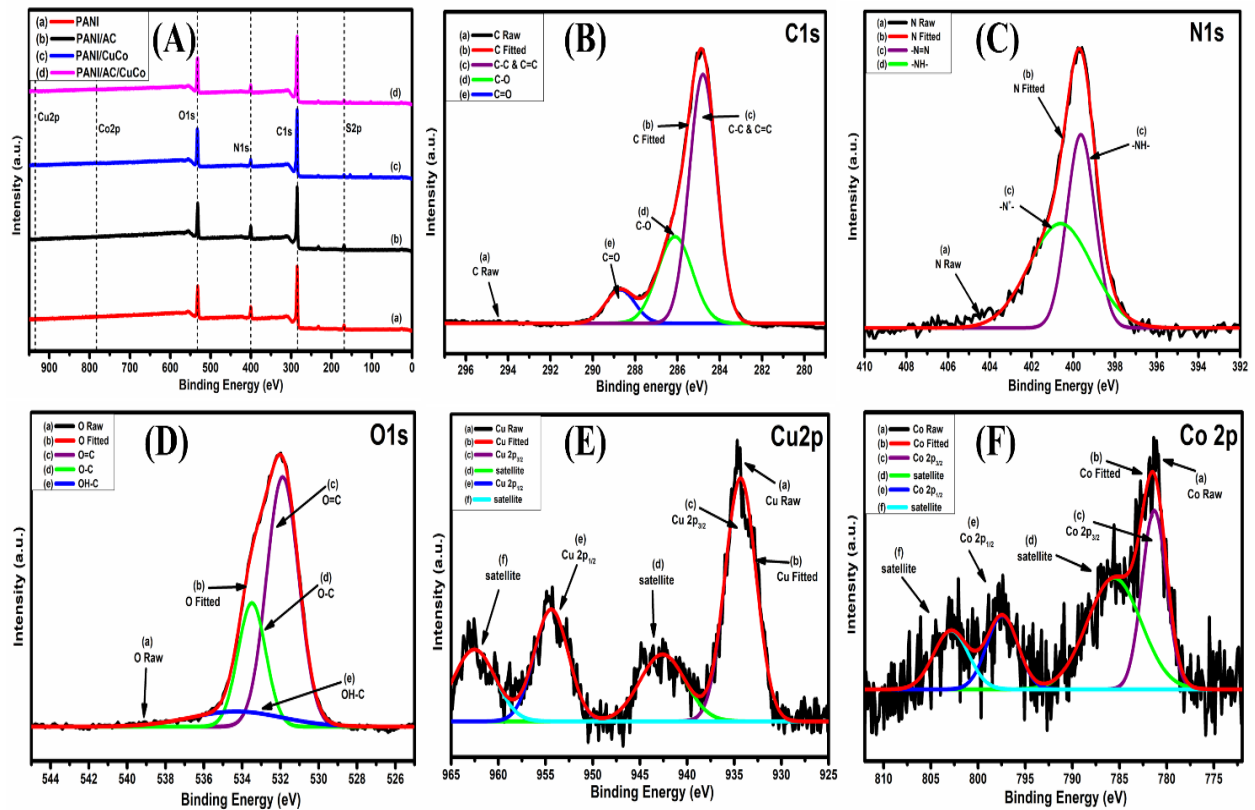 (A)
(a) PANI
(b) PANI/AC
(c) PANI/CuCo
(d) PANI/AC/CuCo
(d)
Cu2p
Co2p
O1s
N1s
C1s
S2p
(c)
(b)
(a)
Intensity (a.u.)
900 800 700 600 500 400 300 200 100 0
Binding Energy (eV)
(B)
C1s
(a) C Raw
(b) C Fitted
(c) C-C & C=C
(d) C-O
(e) C=O
(b)
C Fitted
(c)
C-C & C=C
(d)
C-O
(e)
C=O
(a)
C Raw
Intensity (a.u.)
296 294 292 290 288 286 284 282 280
Binding energy (eV)
(C)
N1s
(a) N Raw
(b) N Fitted
(c) -N=N
(d) -NH-
(b)
N Fitted
(c)
-NH-
(c)
-N⁺-
(a)
N Raw
Intensity (a.u.)
410 408 406 404 402 400 398 396 394 392
Binding Energy (eV)
(D)
O1s
(a) O Raw
(b) O Fitted
(c) O=C
(d) O-C
(e) OH-C
(c)
O=C
(d)
O-C
(b)
O Fitted
(a)
O Raw
(e)
OH-C
Intensity (a.u.)
544 542 540 538 536 534 532 530 528 526
Binding Energy (eV)
(E)
Cu2p
(a) Cu Raw
(b) Cu Fitted
(c) Cu 2p₃/₂
(d) satellite
(e) Cu 2p₁/₂
(f) satellite
(a)
Cu Raw
(c)
Cu 2p₃/₂
(e)
Cu 2p₁/₂
(f)
satellite
(d)
satellite
(b)
Cu Fitted
Intensity (a.u.)
965 960 955 950 945 940 935 930 925
Binding Energy (eV)
(F)
Co 2p
(a) Co Raw
(b) Co Fitted
(c) Co 2p₃/₂
(d) satellite
(e) Co 2p₁/₂
(f) satellite
(b)
Co Fitted
(a)
Co Raw
(c)
Co 2p₃/₂
(e)
Co 2p₁/₂
(d)
satellite
(f)
satellite
Intensity (a.u.)
810 805 800 795 790 785 780 775
Binding Energy (eV)